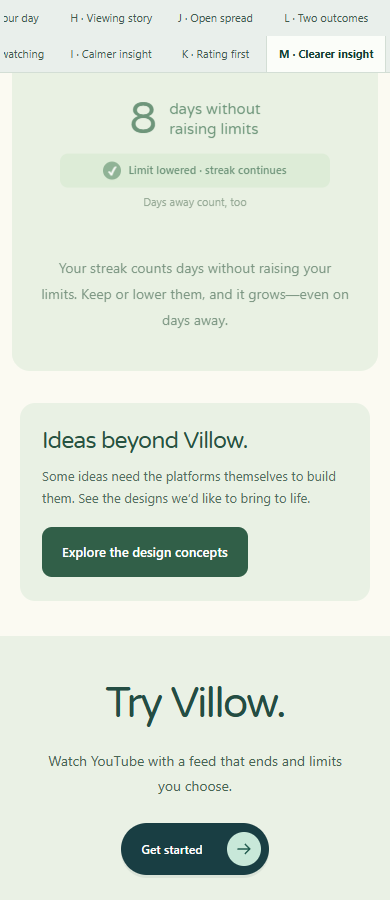 our day
H · Viewing story
J · Open spread
L · Two outcomes
watching
I · Calmer insight
K · Rating first
M · Clearer insight
8 days without
raising limits
Limit lowered · streak continues
Days away count, too
Your streak counts days without raising your
limits. Keep or lower them, and it grows—even on
days away.
Ideas beyond Villow.
Some ideas need the platforms themselves to build
them. See the designs we'd like to bring to life.
Explore the design concepts
Try Villow.
Watch YouTube with a feed that ends and limits
you choose.
Get started